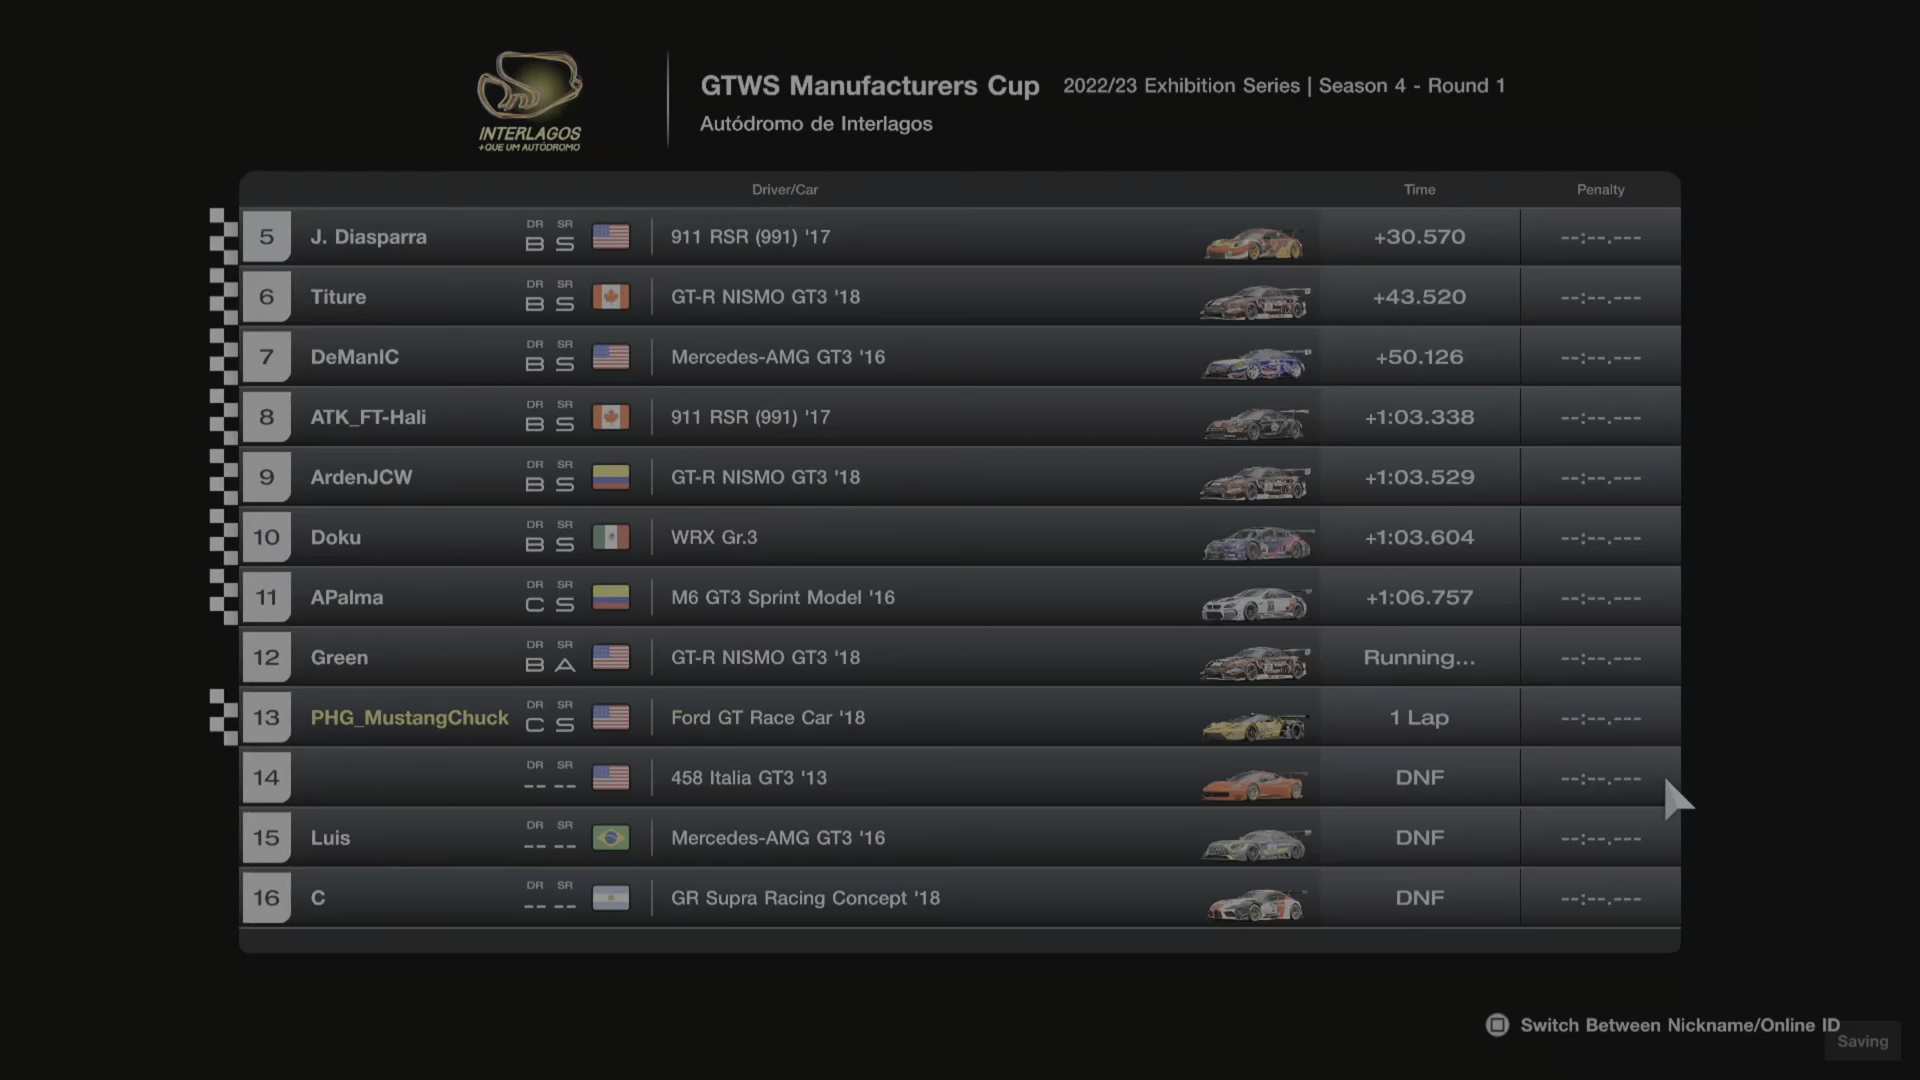 GTWS Manufacturers Cup 2022/23 Exhibition Series | Season 4 - Round 1
Autódromo de Interlagos
INTERLAGOS
+QUE UM AUTÓDROMO
Driver/Car Time Penalty
5 J. Diasparra DR B SR S 911 RSR (991) '17 +30.570 --:--.---
6 Titure DR B SR S GT-R NISMO GT3 '18 +43.520 --:--.---
7 DeManIC DR B SR S Mercedes-AMG GT3 '16 +50.126 --:--.---
8 ATK_FT-Hali DR B SR S 911 RSR (991) '17 +1:03.338 --:--.---
9 ArdenJCW DR B SR S GT-R NISMO GT3 '18 +1:03.529 --:--.---
10 Doku DR B SR S WRX Gr.3 +1:03.604 --:--.---
11 APalma DR C SR S M6 GT3 Sprint Model '16 +1:06.757 --:--.---
12 Green DR B SR A GT-R NISMO GT3 '18 Running... --:--.---
13 PHG_MustangChuck DR C SR S Ford GT Race Car '18 1 Lap --:--.---
14 DR -- SR -- 458 Italia GT3 '13 DNF --:--.---
15 Luis DR -- SR -- Mercedes-AMG GT3 '16 DNF --:--.---
16 C DR -- SR -- GR Supra Racing Concept '18 DNF --:--.---
Switch Between Nickname/Online ID
Saving